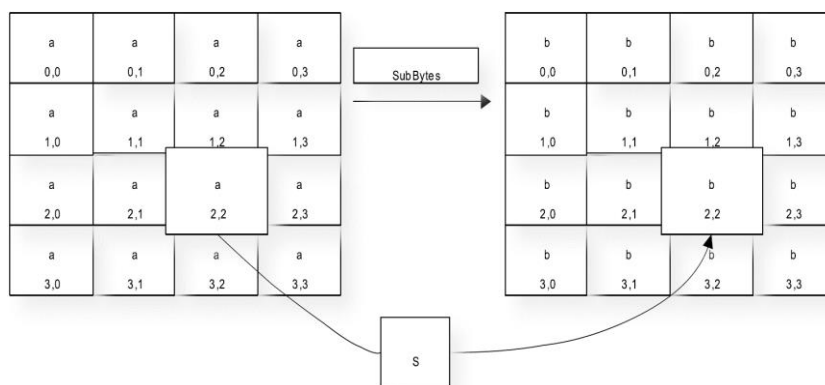 a a a a
0,0 0,1 0,2 0,3
a a a a
1,0 1,1 1,2 1,3
a a a a
2,0 2,1 2,2 2,3
a a a a
3,0 3,1 3,2 3,3
SubBytes
b b b b
0,0 0,1 0,2 0,3
b b b b
1,0 1,1 1,2 1,3
b b b b
2,0 2,1 2,2 2,3
b b b b
3,0 3,1 3,2 3,3
S